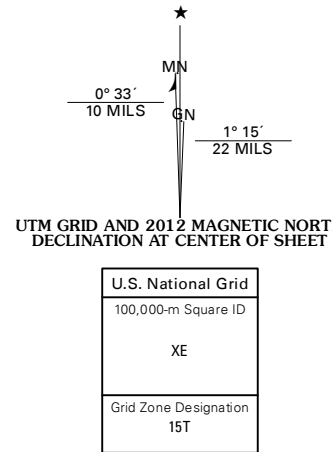 ★
MN
0° 33´
10 MILS
GN
1° 15´
22 MILS
UTM GRID AND 2012 MAGNETIC NORT
DECLINATION AT CENTER OF SHEET
U.S. National Grid
100,000-m Square ID
XE
Grid Zone Designation
15T